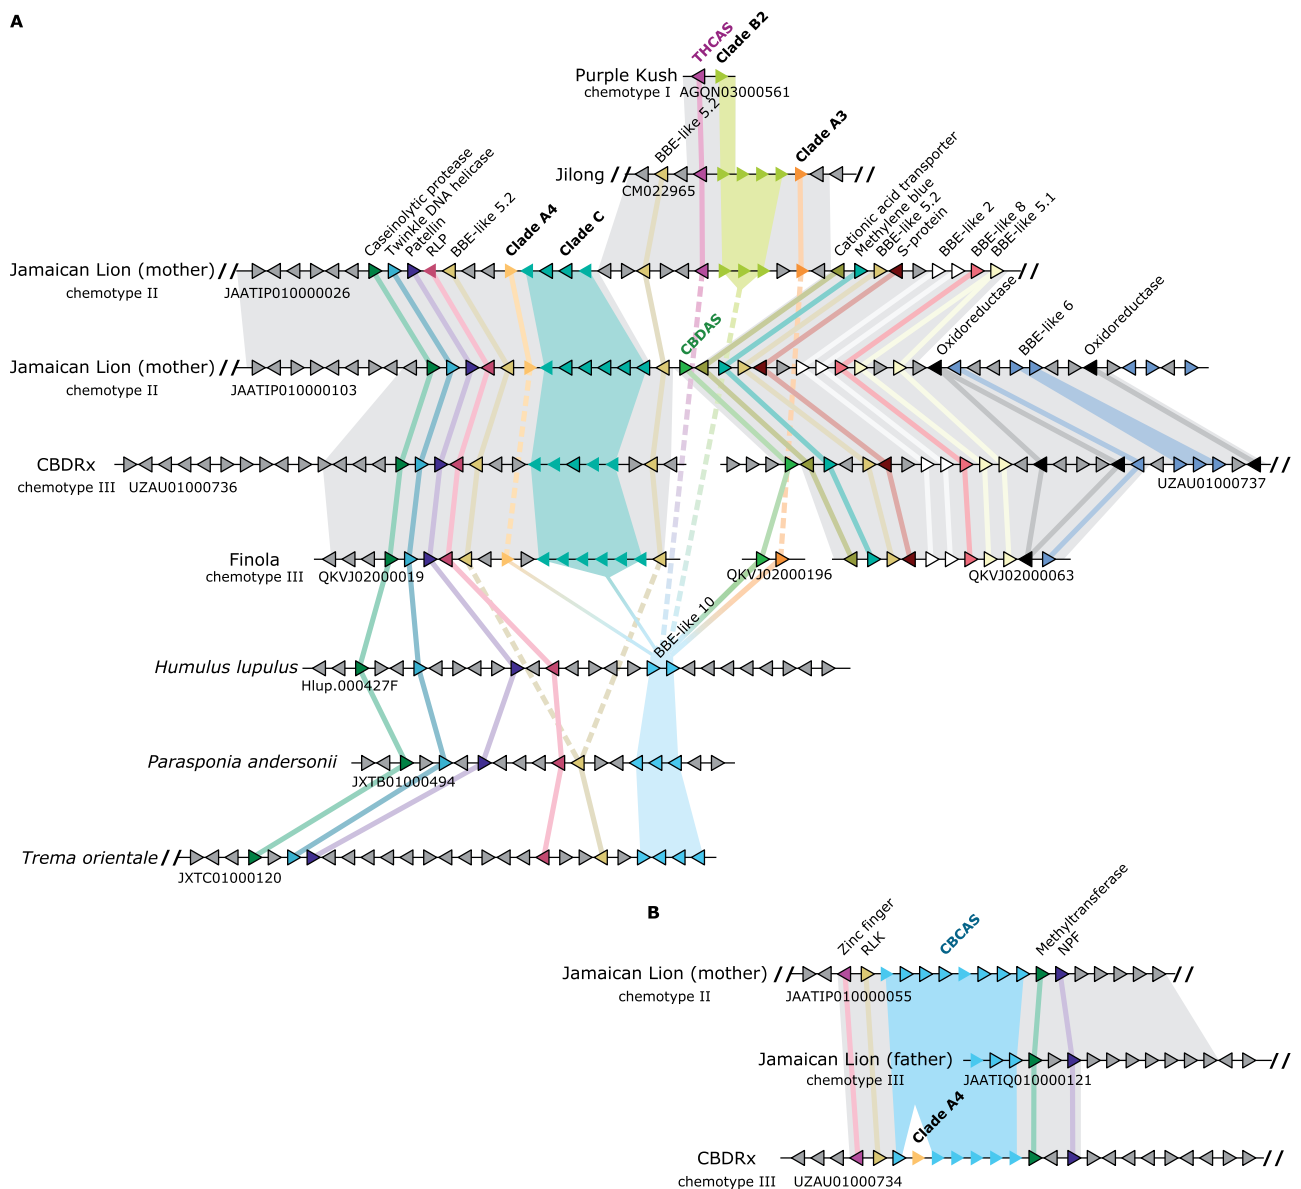 A
THCAS
Clade B2
Purple Kush
chemotype I AGQN03000561
BBE-like 5.2
Clade A3
Jilong
CM022965
Caseinolytic protease
Twinkle DNA helicase
Patellin
RLP
BBE-like 5.2
Clade A4
Clade C
Cationic acid transporter
Methylene blue
BBE-like 5.2
S-protein
BBE-like 2
BBE-like 8
BBE-like 5.1
Jamaican Lion (mother)
chemotype II
JAATIP010000026
CBDAS
Oxidoreductase
BBE-like 6
Oxidoreductase
Jamaican Lion (mother)
chemotype II
JAATIP010000103
CBDRx
chemotype III UZAU01000736
UZAU01000737
Finola
chemotype III
QKVJ02000019
QKVJ02000196
QKVJ02000063
BBE-like 10
Humulus lupulus
Hlup.000427F
Parasponia andersonii
JXTB01000494
Trema orientale
JXTC01000120
B
Zinc finger
RLK
CBCAS
Methyltransferase
NPF
Jamaican Lion (mother)
chemotype II
JAATIP010000055
Jamaican Lion (father)
chemotype III
JAATIQ010000121
Clade A4
CBDRx
chemotype III
UZAU01000734